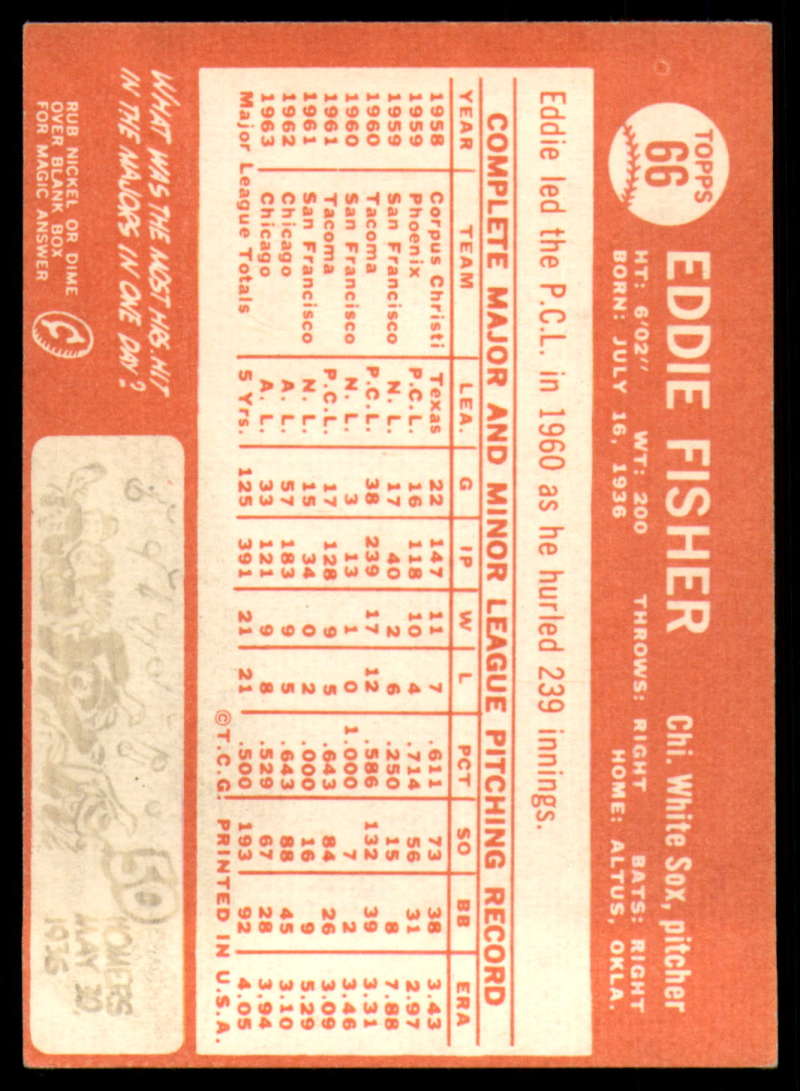 TOPPS
66
EDDIE FISHER Chi. White Sox, pitcher
HT: 6'02" WT: 200 THROWS: RIGHT BATS: RIGHT
BORN: JULY 16, 1936 HOME: ALTUS, OKLA.
Eddie led the P.C.L. in 1960 as he hurled 239 innings.
COMPLETE MAJOR AND MINOR LEAGUE PITCHING RECORD
YEAR TEAM LEA. G IP W L PCT SO BB ERA
1958 Corpus Christi Texas 22 147 11 7 .611 73 38 3.43
1959 Phoenix P.C.L. 16 118 10 4 .714 56 31 2.97
1959 San Francisco N. L. 17 40 2 6 .250 15 8 7.88
1960 Tacoma P.C.L. 38 239 17 12 .586 132 39 3.31
1960 San Francisco N. L. 3 13 1 0 1.000 7 2 3.46
1961 Tacoma P.C.L. 17 128 9 5 .643 84 26 3.09
1961 San Francisco N. L. 15 34 0 2 .000 16 9 5.29
1962 Chicago A. L. 57 183 9 5 .643 88 45 3.10
1963 Chicago A. L. 33 121 9 8 .529 67 28 3.94
Major League Totals 5 Yrs. 125 391 21 21 .500 193 92 4.05
©T.C.G. PRINTED IN U.S.A.
WHAT WAS THE MOST HRS. HIT
IN THE MAJORS IN ONE DAY?
RUB NICKEL OR DIME
OVER BLANK BOX
FOR MAGIC ANSWER
50
HOMERS
MAY 30,